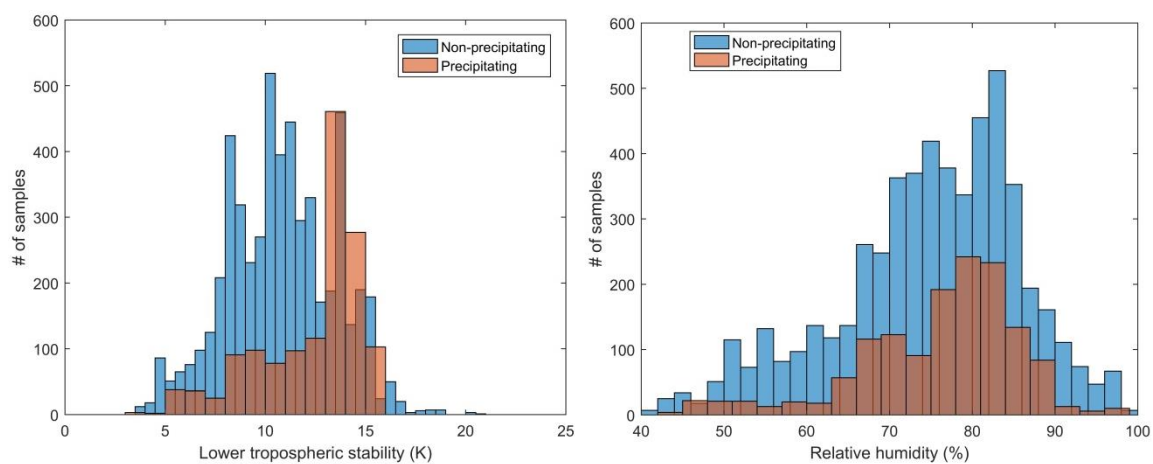 600
500
400
300
200
100
0
# of samples
Non-precipitating
Precipitating
0 5 10 15 20 25
Lower tropospheric stability (K)
600
500
400
300
200
100
0
# of samples
Non-precipitating
Precipitating
40 50 60 70 80 90 100
Relative humidity (%)